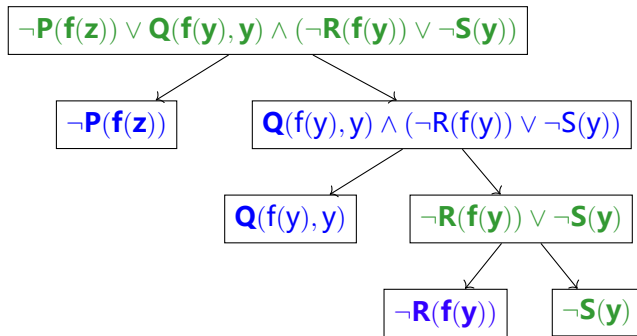 ¬P(f(z)) ∨ Q(f(y), y) ∧ (¬R(f(y)) ∨ ¬S(y))
¬P(f(z))
Q(f(y), y) ∧ (¬R(f(y)) ∨ ¬S(y))
Q(f(y), y)
¬R(f(y)) ∨ ¬S(y)
¬R(f(y))
¬S(y)